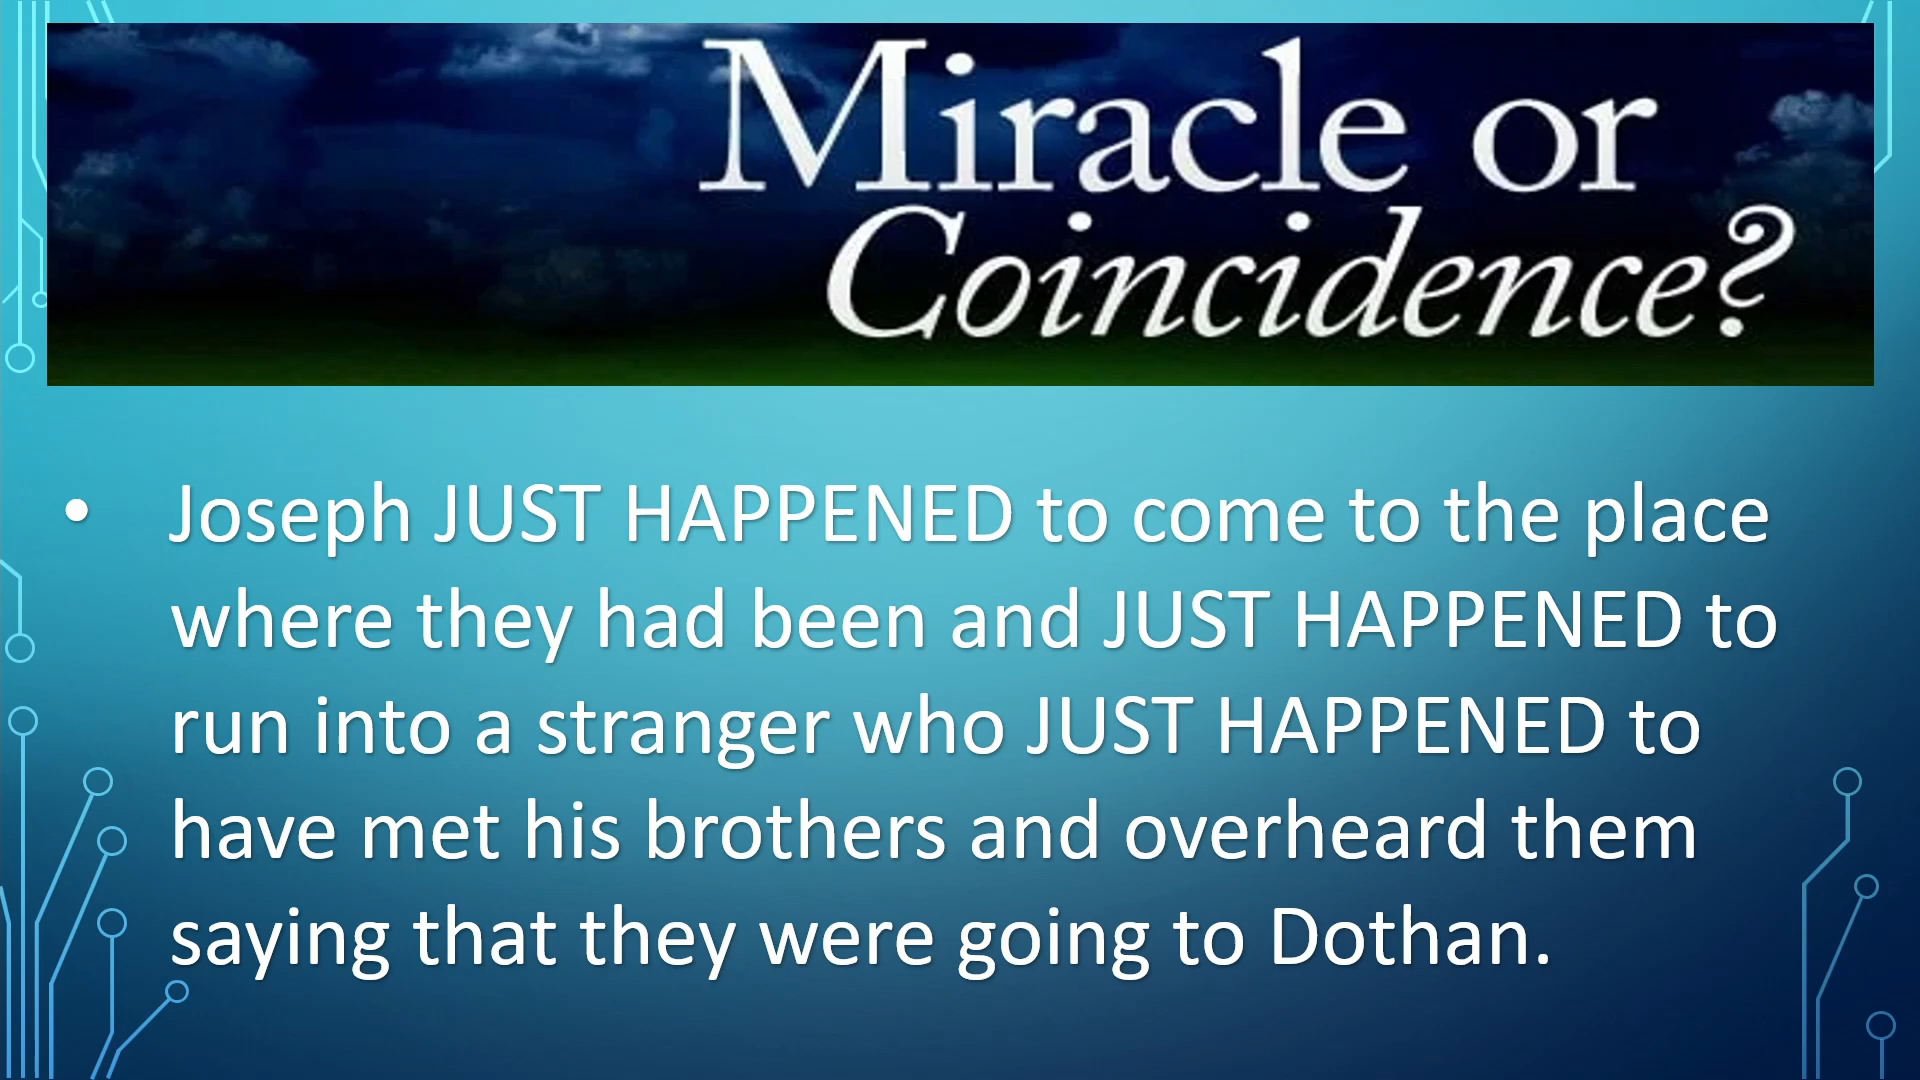 Miracle or
Coincidence?
• Joseph JUST HAPPENED to come to the place
where they had been and JUST HAPPENED to
run into a stranger who JUST HAPPENED to
have met his brothers and overheard them
saying that they were going to Dothan.